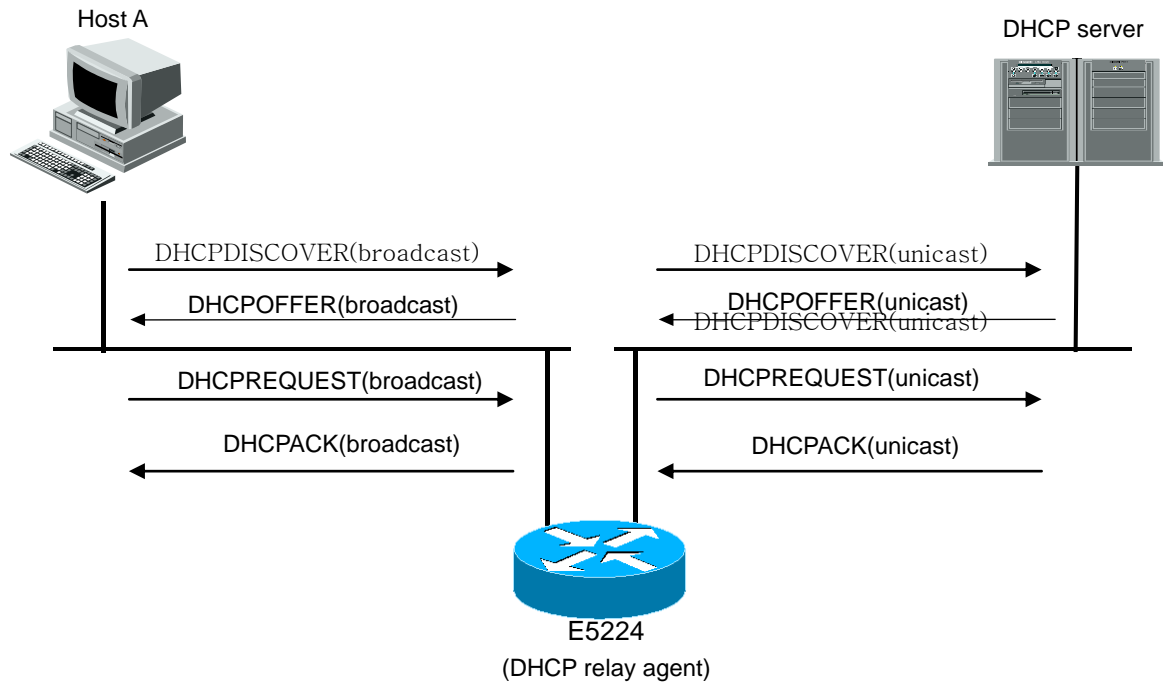 Host A
DHCP server
DHCPDISCOVER(broadcast)
DHCPDISCOVER(unicast)
DHCPOFFER(broadcast)
DHCPOFFER(unicast)
DHCPDISCOVER(unicast)
DHCPREQUEST(broadcast)
DHCPREQUEST(unicast)
DHCPACK(broadcast)
DHCPACK(unicast)
E5224
(DHCP relay agent)